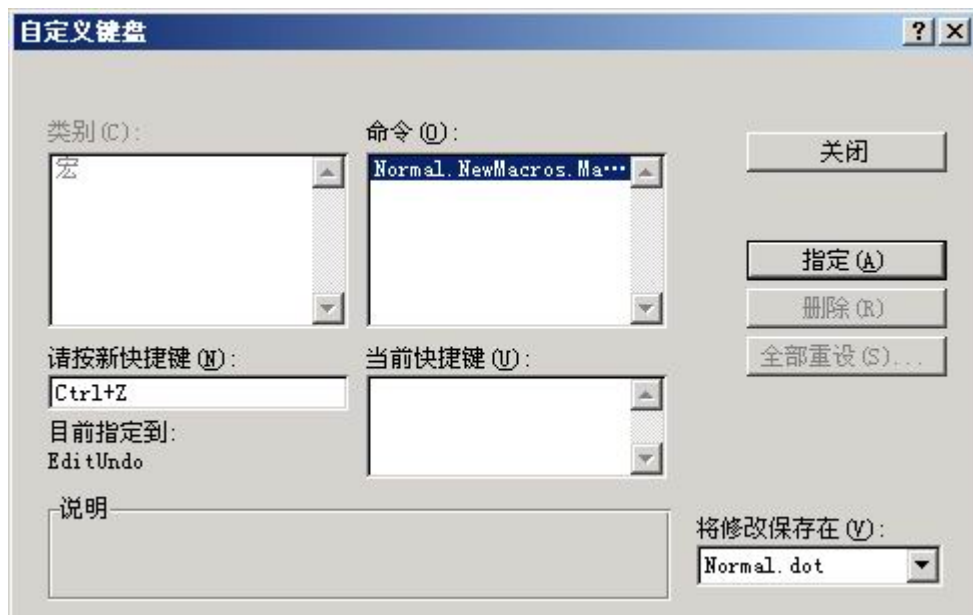 自定义键盘
类别(C):
命令(O):
宏
Normal.NewMacros.Ma…
关闭
指定(A)
删除(R)
全部重设(S)...
请按新快捷键(N):
当前快捷键(U):
Ctrl+Z
目前指定到:
EditUndo
说明
将修改保存在(V):
Normal.dot